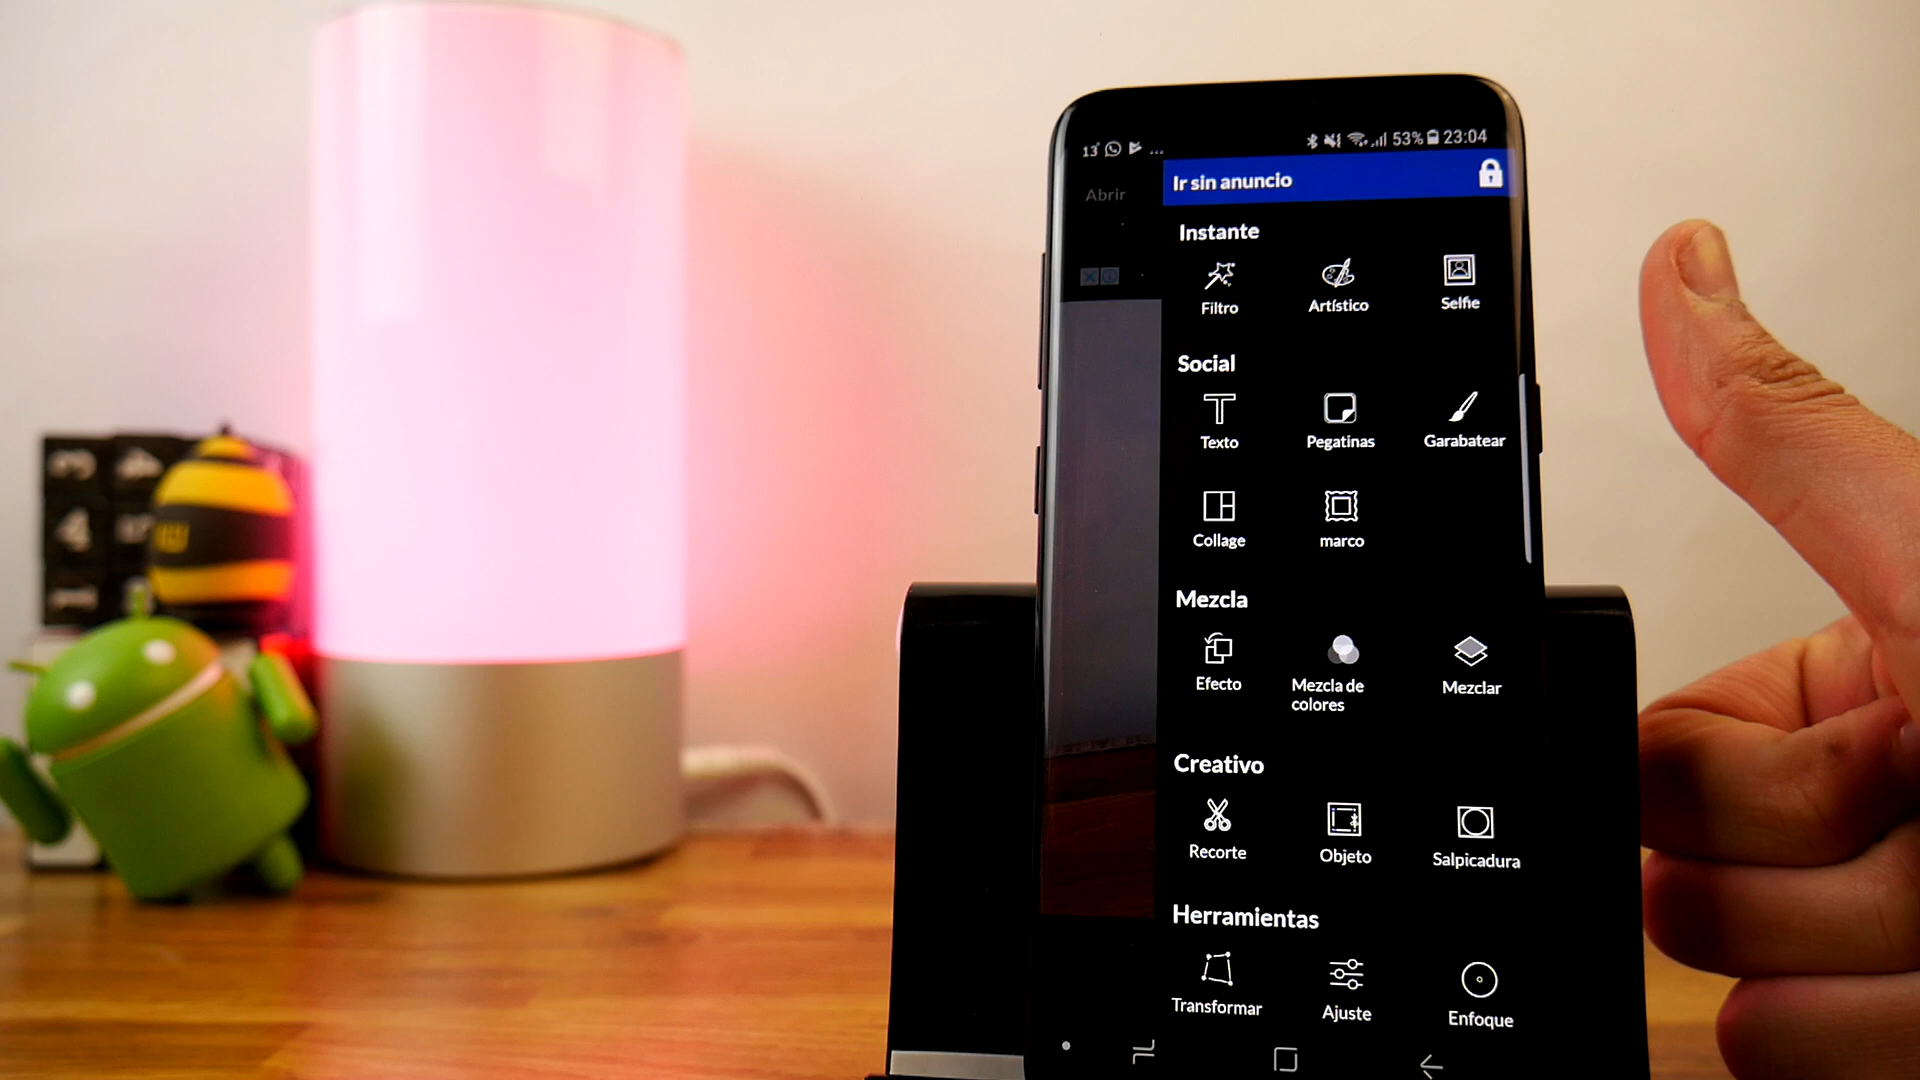 13° ... 53% 23:04
Abrir
Ir sin anuncio
Instante
Filtro Artístico Selfie
Social
Texto Pegatinas Garabatear
Collage marco
Mezcla
Efecto Mezcla de colores Mezclar
Creativo
Recorte Objeto Salpicadura
Herramientas
Transformar Ajuste Enfoque
4